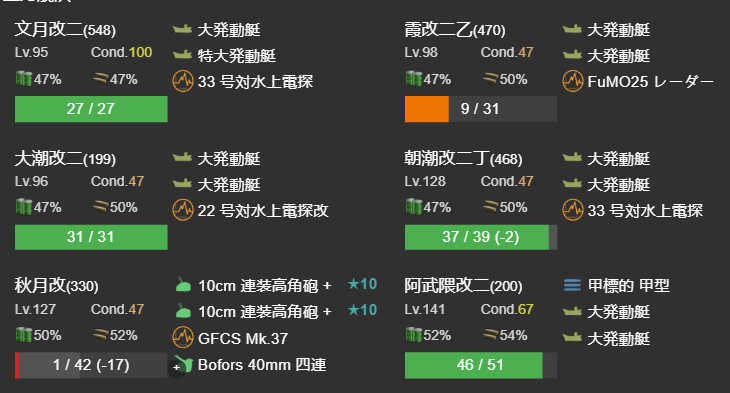 文月改二(548)
Lv.95 Cond.100
47% 47%
27 / 27
大発動艇
特大発動艇
33 号対水上電探
霞改二乙(470)
Lv.98 Cond.47
47% 50%
9 / 31
大発動艇
大発動艇
FuMO25 レーダー
大潮改二(199)
Lv.96 Cond.47
47% 50%
31 / 31
大発動艇
大発動艇
22 号対水上電探改
朝潮改二丁(468)
Lv.128 Cond.47
47% 50%
37 / 39 (-2)
大発動艇
大発動艇
33 号対水上電探
秋月改(330)
Lv.127 Cond.47
50% 52%
1 / 42 (-17)
10cm 連装高角砲 + ★10
10cm 連装高角砲 + ★10
GFCS Mk.37
+ Bofors 40mm 四連
阿武隈改二(200)
Lv.141 Cond.67
52% 54%
46 / 51
甲標的 甲型
大発動艇
大発動艇